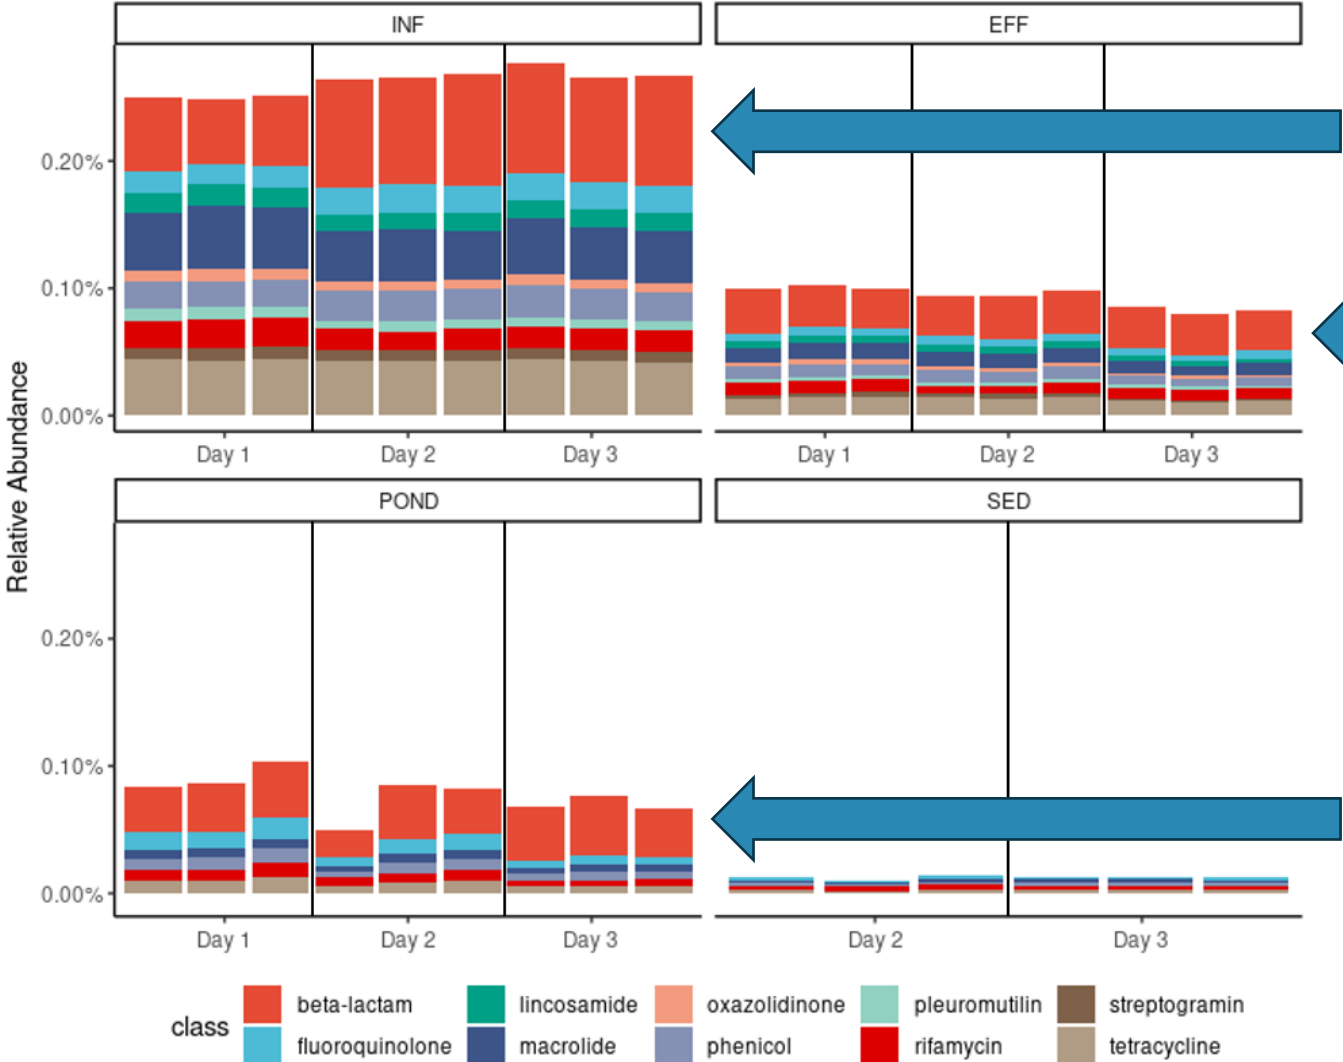 INF
EFF
0.20%
0.10%
0.00%
Day 1
Day 2
Day 3
Day 1
Day 2
Day 3
Relative Abundance
POND
SED
0.20%
0.10%
0.00%
Day 1
Day 2
Day 3
Day 2
Day 3
class
beta-lactam
lincosamide
oxazolidinone
pleuromutilin
streptogramin
fluoroquinolone
macrolide
phenicol
rifamycin
tetracycline